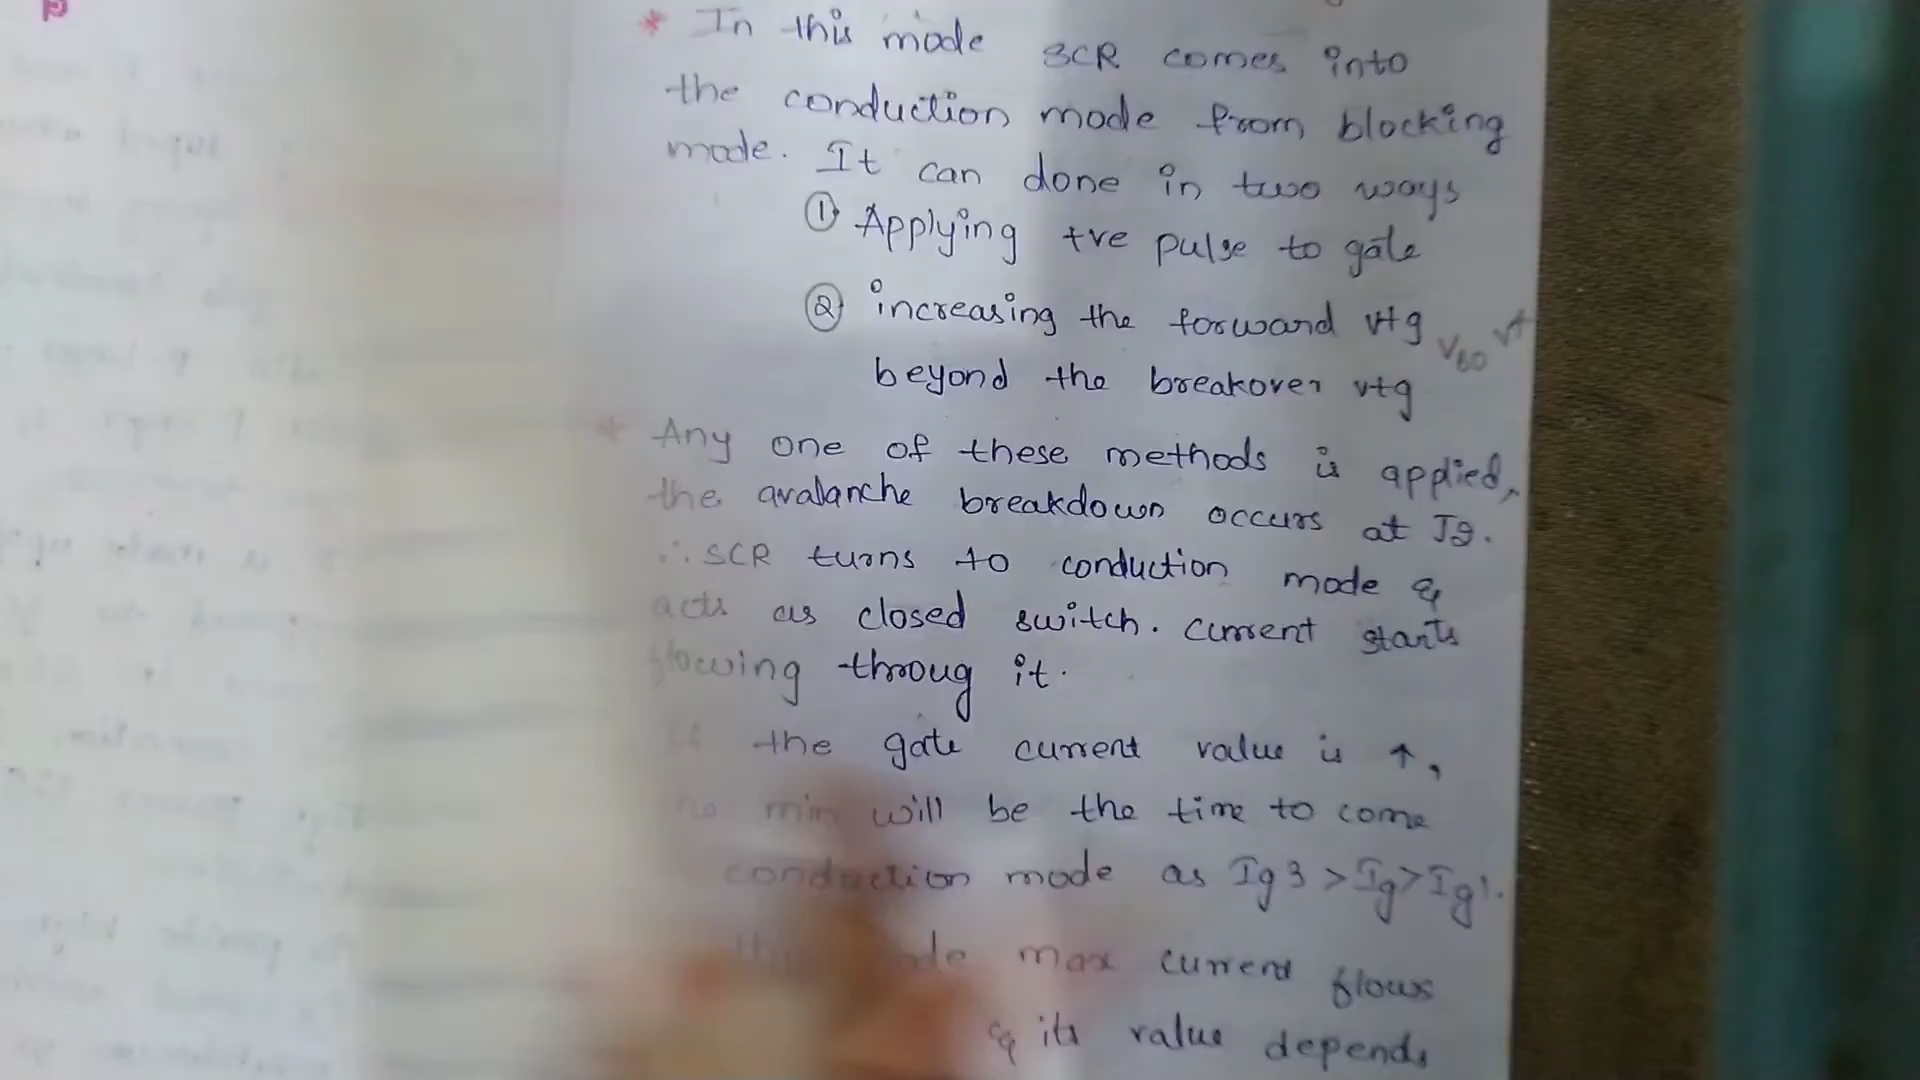 * In this mode SCR comes into
the conduction mode from blocking
mode. It can done in two ways
① Applying +ve pulse to gate
② increasing the forward vtg VBO
beyond the breakover vtg
* Any one of these methods is applied,
the avalanche breakdown occurs at J2.
∴ SCR turns to conduction mode &
acts as closed switch. Current starts
flowing throug it.
the gate current value is ↑,
min will be the time to come
conduction mode as Ig3 > Ig > Ig1.
max current flows
& its value depends